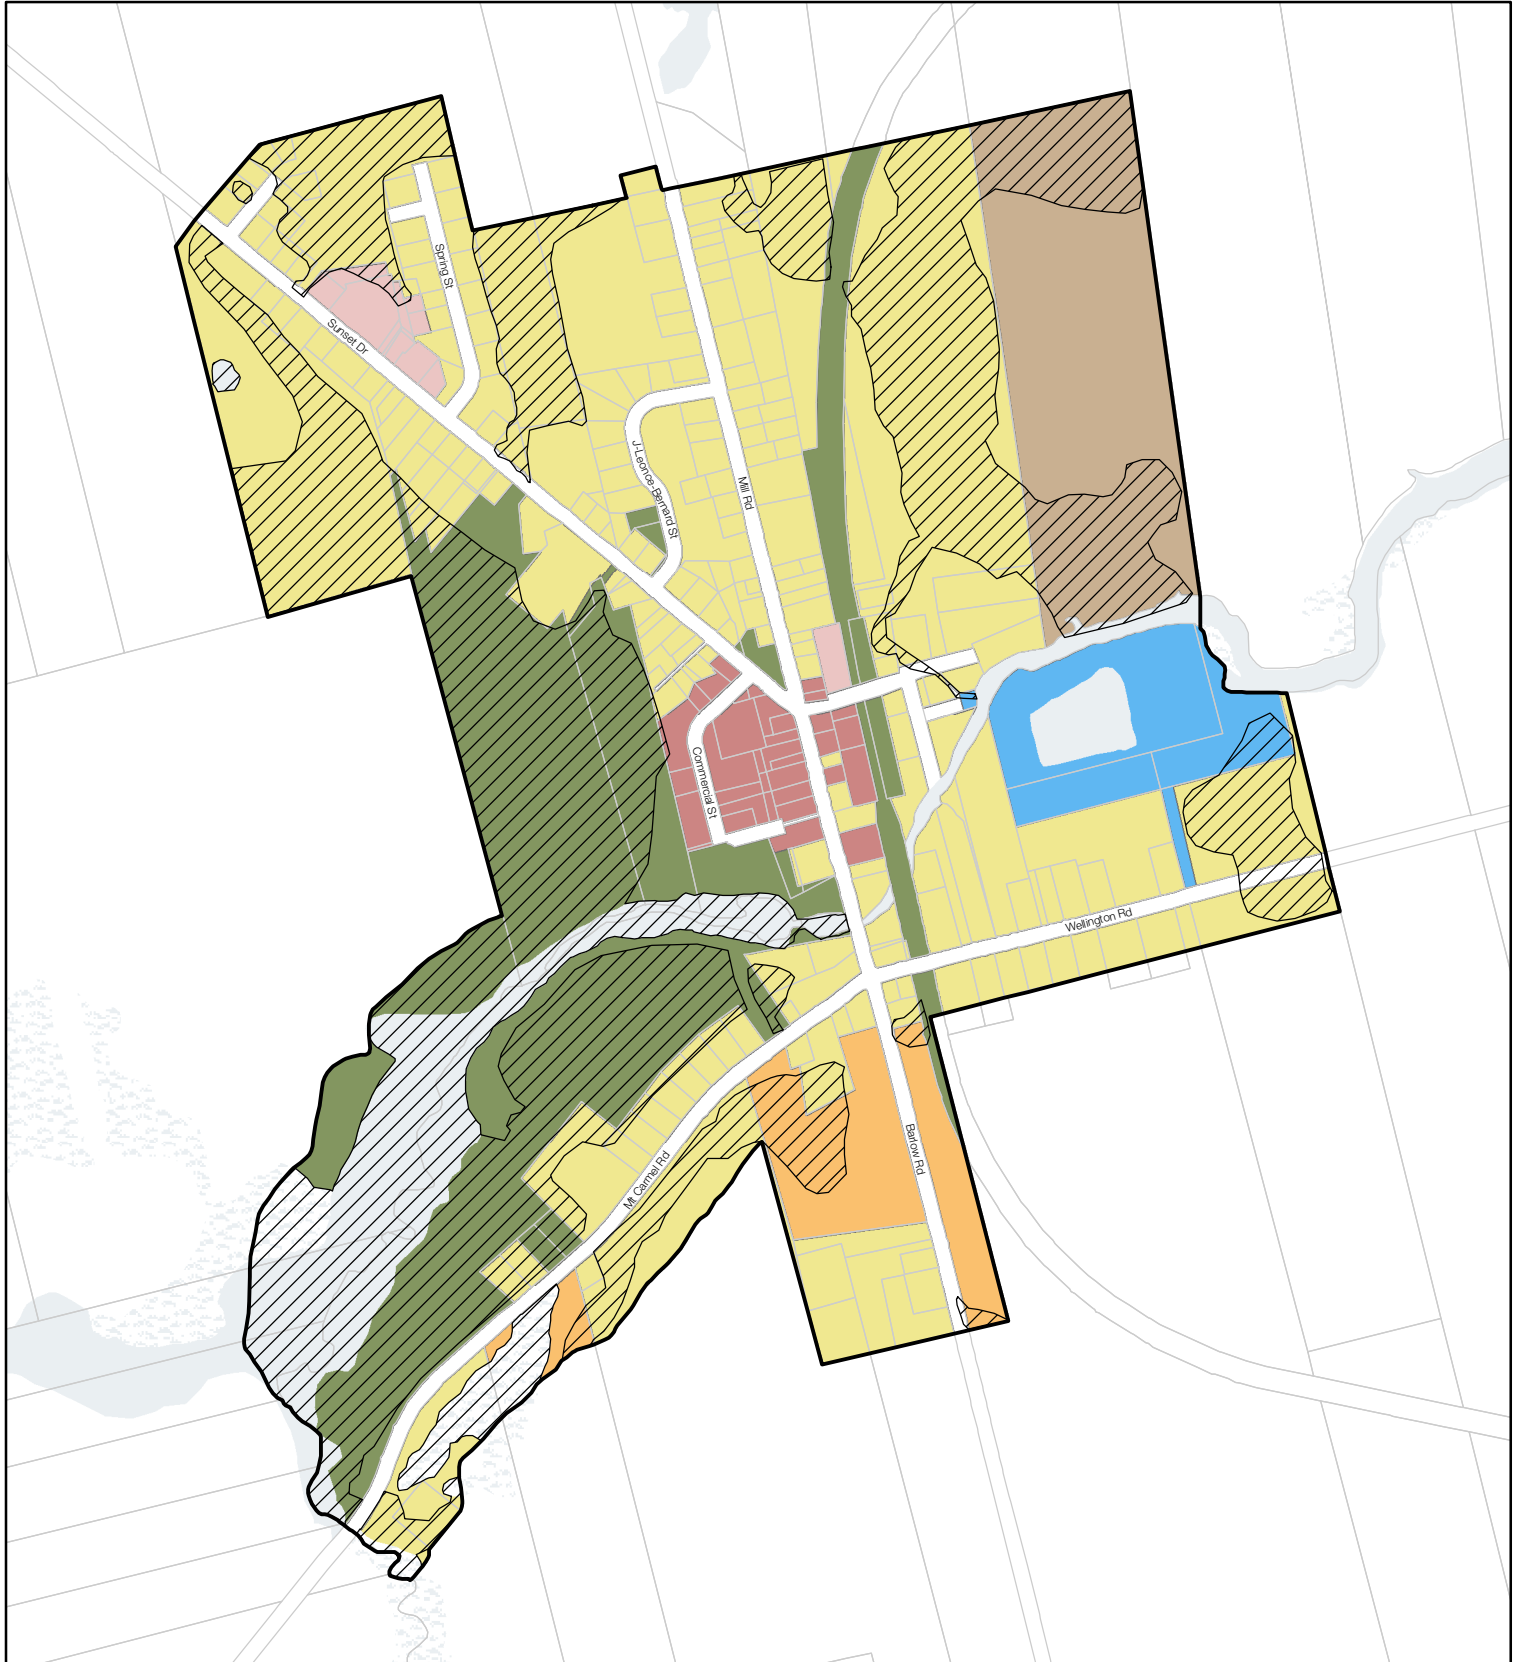 Spring St
Sunset Dr
J-Leonce-Bernard St
Mill Rd
Commercial St
Wellington Rd
Barlow Rd
Mt Carmel Rd